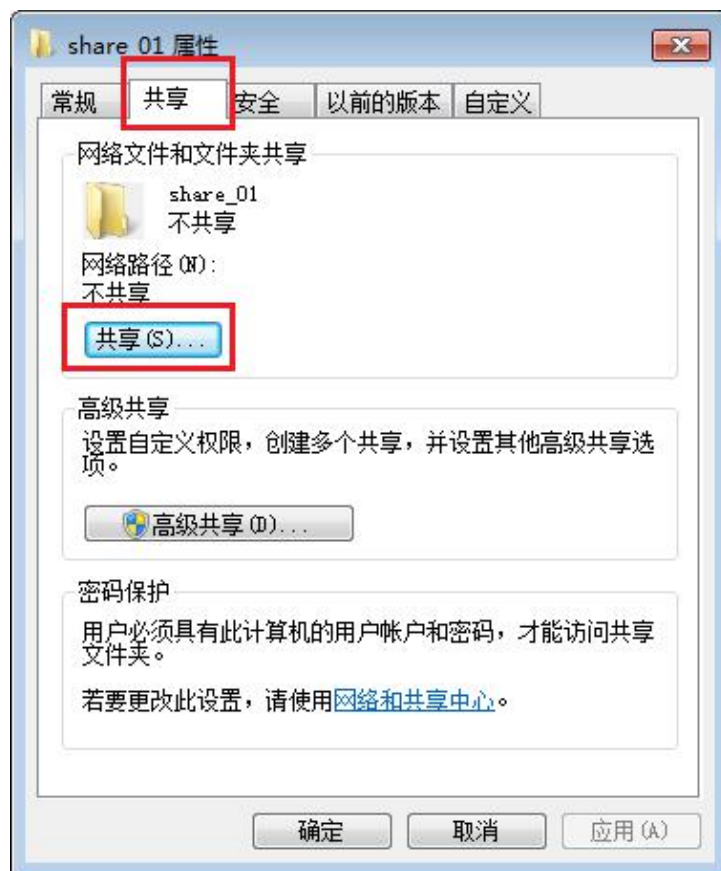 share_01 属性
常规 共享 安全 以前的版本 自定义
网络文件和文件夹共享
share_01
不共享
网络路径(N):
不共享
共享(S)...
高级共享
设置自定义权限，创建多个共享，并设置其他高级共享选
项。
高级共享(D)...
密码保护
用户必须具有此计算机的用户帐户和密码，才能访问共享
文件夹。
若要更改此设置，请使用网络和共享中心。
确定 取消 应用(A)